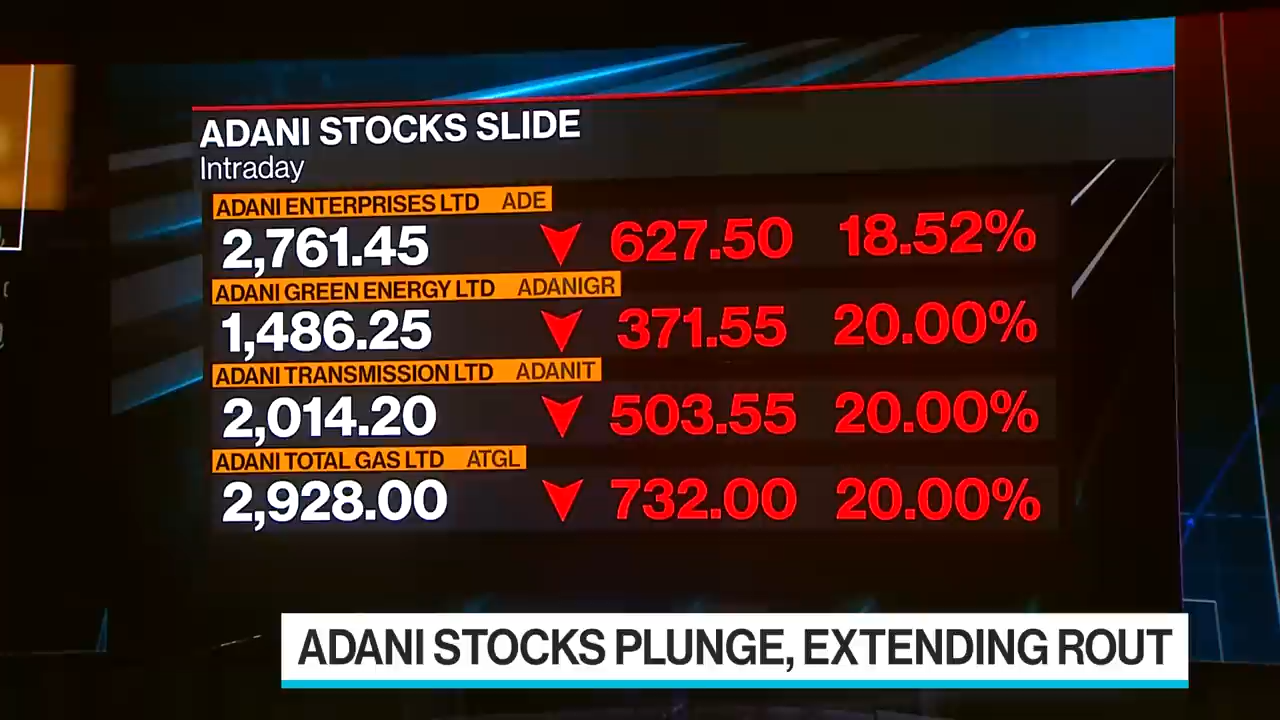 ADANI STOCKS SLIDE
Intraday
ADANI ENTERPRISES LTD ADE
2,761.45 627.50 18.52%
ADANI GREEN ENERGY LTD ADANIGR
1,486.25 371.55 20.00%
ADANI TRANSMISSION LTD ADANIT
2,014.20 503.55 20.00%
ADANI TOTAL GAS LTD ATGL
2,928.00 732.00 20.00%
ADANI STOCKS PLUNGE, EXTENDING ROUT